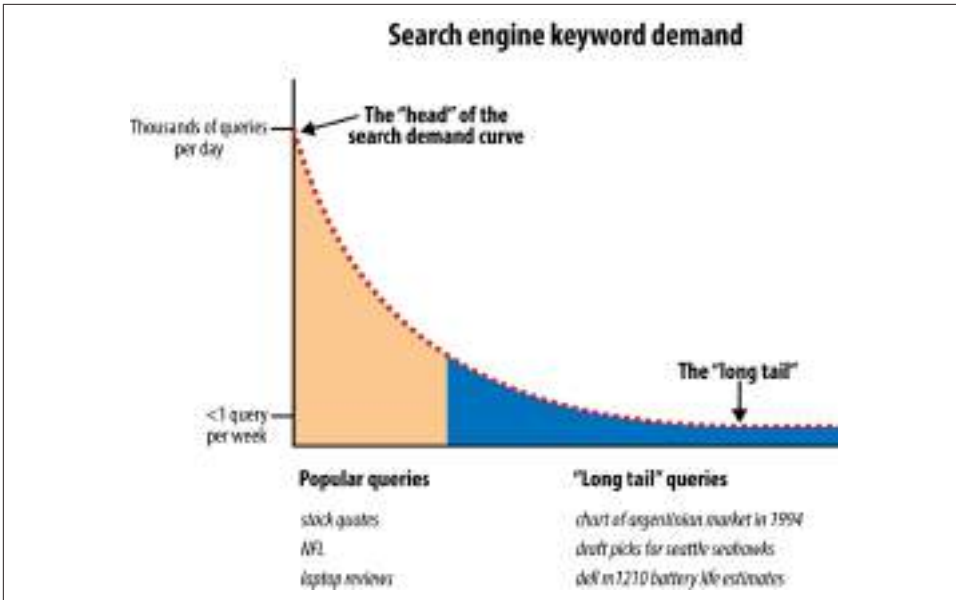 Search engine keyword demand
The "head" of the
search demand curve
Thousands of queries
per day
The "long tail"
<1 query
per week
Popular queries
stock quotes
NFL
laptop reviews
"Long tail" queries
chart of argentinian market in 1994
draft picks for seattle seahawks
dell m1210 battery life estimates